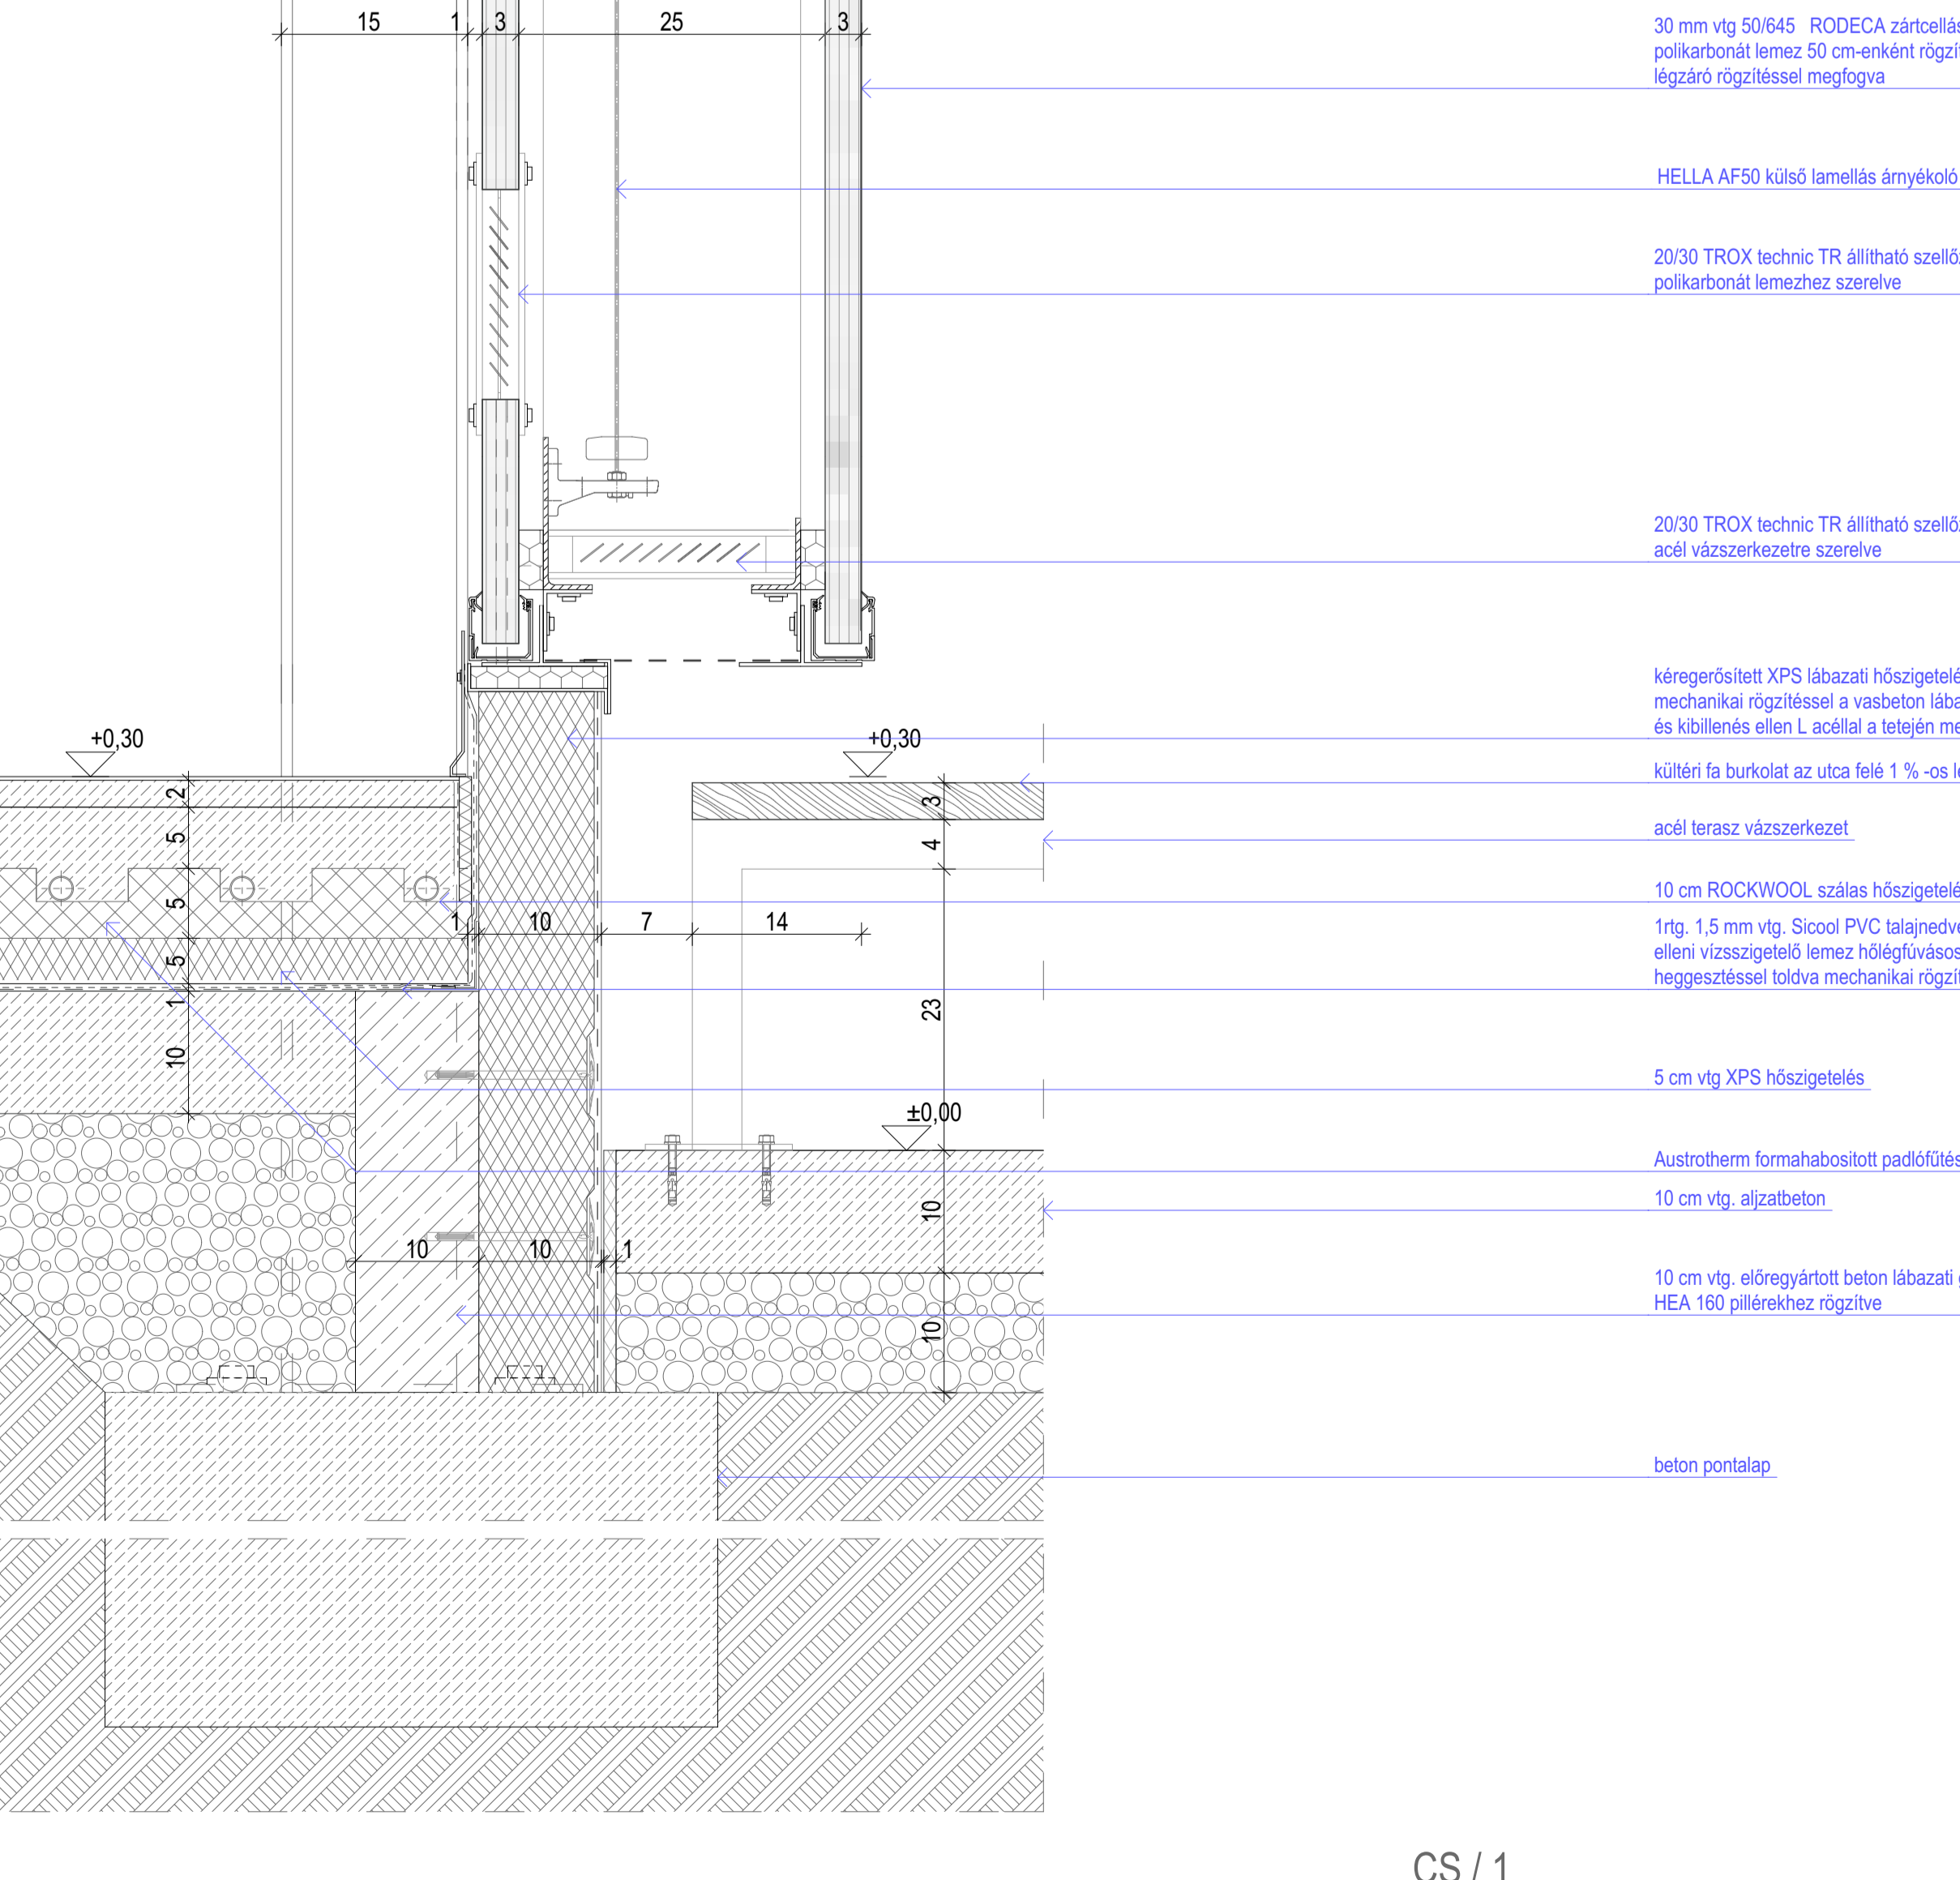 15 1 3 25 3
30 mm vtg 50/645 RODECA zártcellás
polikarbonát lemez 50 cm-enként rögzí
légzáró rögzítéssel megfogva
HELLA AF50 külső lamellás árnyékoló
20/30 TROX technic TR állítható szellőz
polikarbonát lemezhez szerelve
20/30 TROX technic TR állítható szellőz
acél vázszerkezetre szerelve
kéregerősített XPS lábazati hőszigetelé
mechanikai rögzítéssel a vasbeton lába
és kibillenés ellen L acéllal a tetején me
+0,30
+0,30
kültéri fa burkolat az utca felé 1 % -os le
2
3
5
4
acél terasz vázszerkezet
5
10 cm ROCKWOOL szálas hőszigetelé
1 10 7 14
1rtg. 1,5 mm vtg. Sicool PVC talajnedve
elleni vízsszigetelő lemez hőlégfúvásos
heggesztéssel toldva mechanikai rögzít
5
1
23
10
5 cm vtg XPS hőszigetelés
±0,00
Austrotherm formahabositott padlófűtés
10 cm vtg. aljzatbeton
10
10 10 1
10 cm vtg. előregyártott beton lábazati g
HEA 160 pillérekhez rögzítve
10
beton pontalap
CS / 1